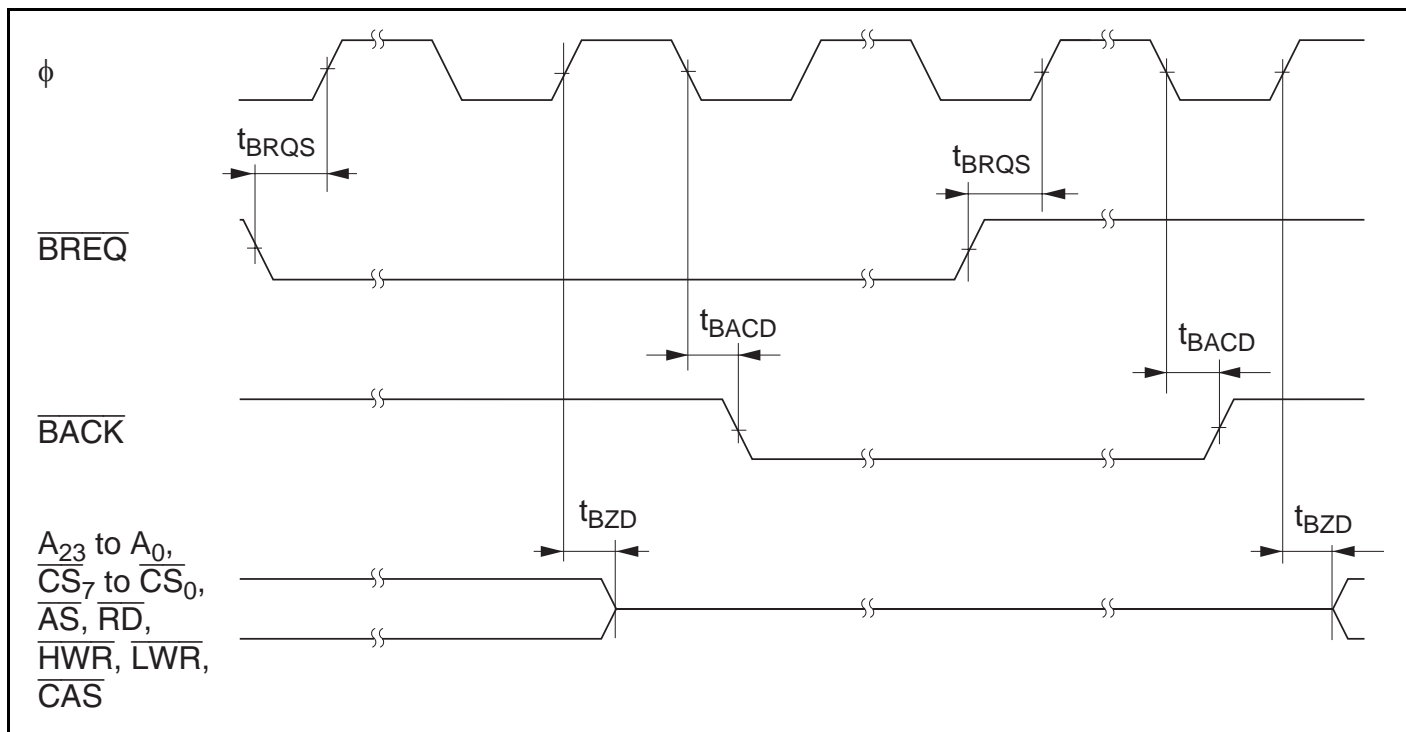 ϕ
tBRQS
tBRQS
BREQ
tBACD
tBACD
BACK
tBZD
tBZD
A23 to A0,
CS7 to CS0,
AS, RD,
HWR, LWR,
CAS